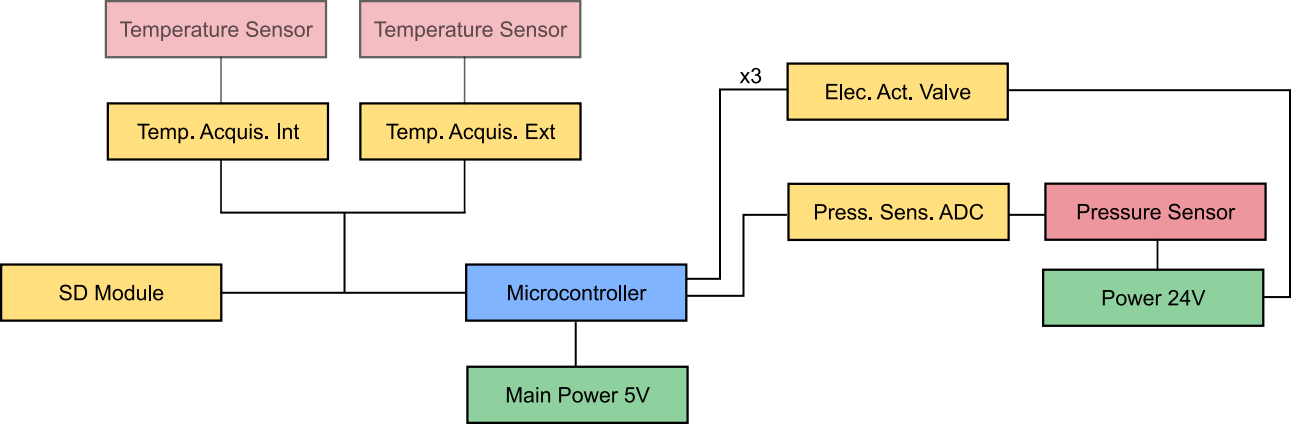 Temperature Sensor
Temperature Sensor
x3
Elec. Act. Valve
Temp. Acquis. Int
Temp. Acquis. Ext
Press. Sens. ADC
Pressure Sensor
SD Module
Microcontroller
Power 24V
Main Power 5V